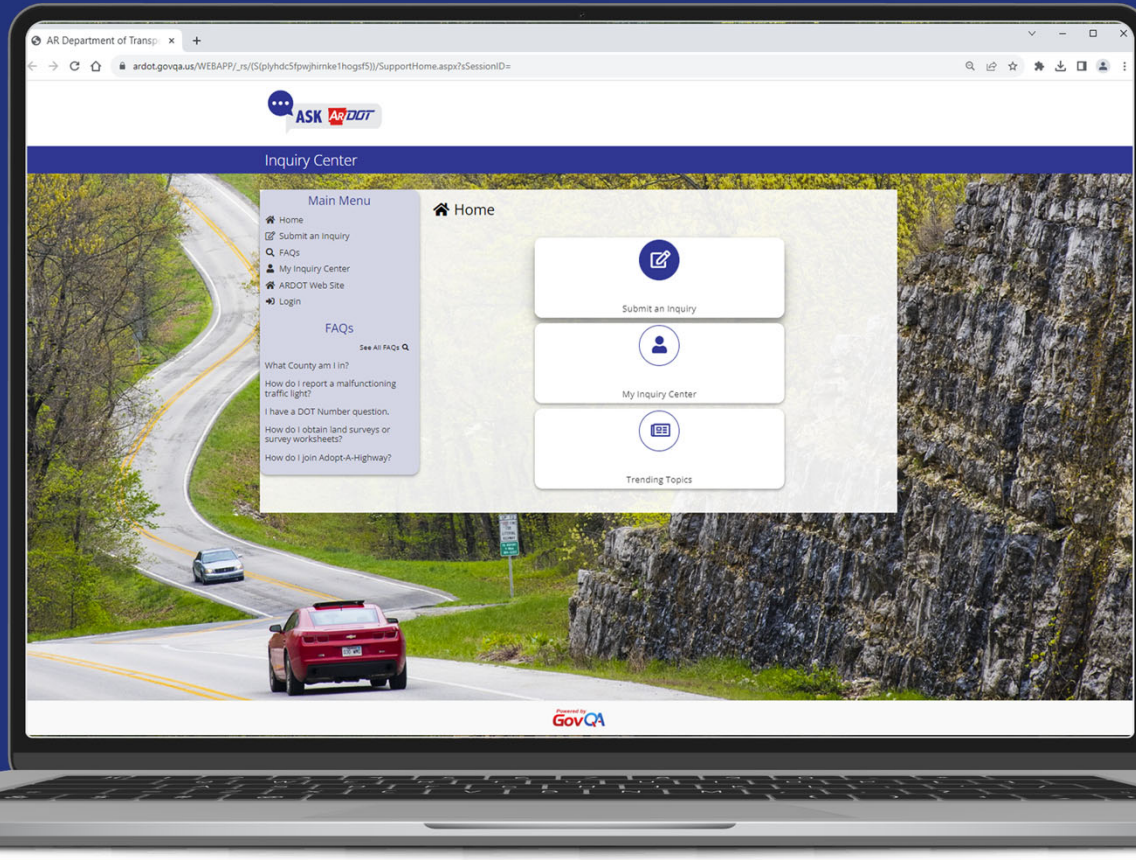 AR Department of Transp
ardot.govqa.us/WEBAPP/_rs/(S(plyhdc5fpwjhirnke1hogsf5))/SupportHome.aspx?sSessionID=
ASK ARDOT
Inquiry Center
Main Menu
Home
Submit an Inquiry
FAQs
My Inquiry Center
ARDOT Web Site
Login
FAQs
See All FAQs
What County am I in?
How do I report a malfunctioning
traffic light?
I have a DOT Number question.
How do I obtain land surveys or
survey worksheets?
How do I join Adopt-A-Highway?
Home
Submit an Inquiry
My Inquiry Center
Trending Topics
Powered by
GovQA